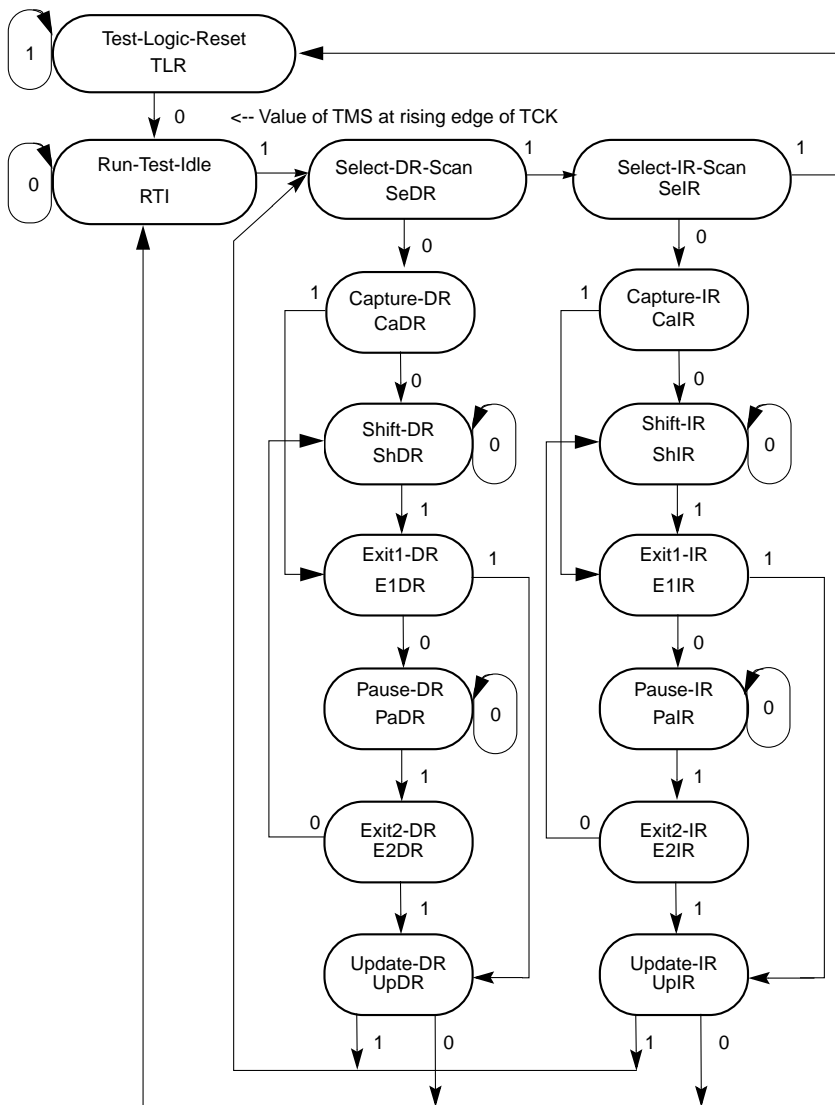 Test-Logic-Reset
TLR
1
0
<-- Value of TMS at rising edge of TCK
Run-Test-Idle
RTI
0
1
Select-DR-Scan
SeDR
1
Select-IR-Scan
SeIR
1
0
0
1
Capture-DR
CaDR
1
Capture-IR
CaIR
0
0
Shift-DR
ShDR
0
Shift-IR
ShIR
0
1
1
Exit1-DR
E1DR
1
Exit1-IR
E1IR
1
0
0
Pause-DR
PaDR
0
Pause-IR
PaIR
0
1
1
0
Exit2-DR
E2DR
0
Exit2-IR
E2IR
1
1
Update-DR
UpDR
Update-IR
UpIR
1
0
1
0